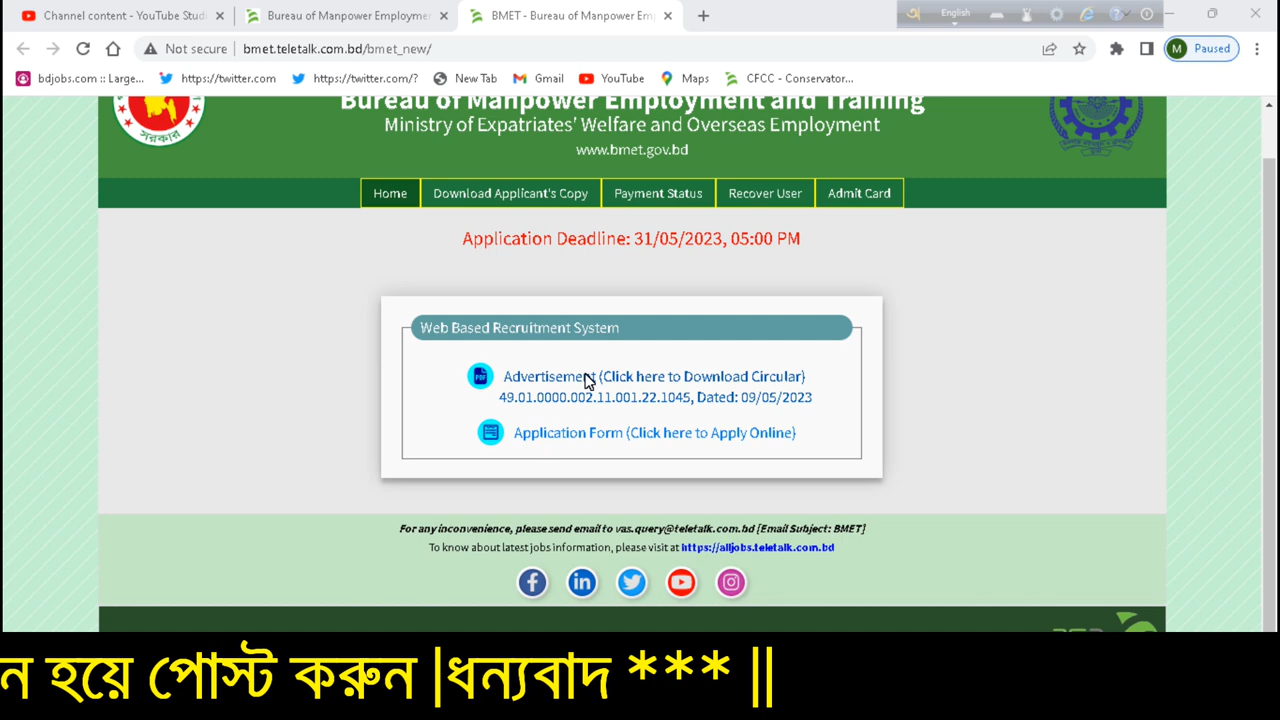 Channel content - YouTube Studi
Bureau of Manpower Employmer
BMET - Bureau of Manpower Emp
English
Not secure
bmet.teletalk.com.bd/bmet_new/
M Paused
bdjobs.com :: Large...
https://twitter.com
https://twitter.com/?
New Tab
Gmail
YouTube
Maps
CFCC - Conservator...
সরকার
Bureau of Manpower Employment and Training
Ministry of Expatriates' Welfare and Overseas Employment
www.bmet.gov.bd
Home
Download Applicant's Copy
Payment Status
Recover User
Admit Card
Application Deadline: 31/05/2023, 05:00 PM
Web Based Recruitment System
PDF
Advertisement (Click here to Download Circular)
49.01.0000.002.11.001.22.1045, Dated: 09/05/2023
Application Form (Click here to Apply Online)
For any inconvenience, please send email to vas.query@teletalk.com.bd [Email Subject: BMET]
To know about latest jobs information, please visit at https://alljobs.teletalk.com.bd
ন হয়ে পোস্ট করুন |ধন্যবাদ *** ||